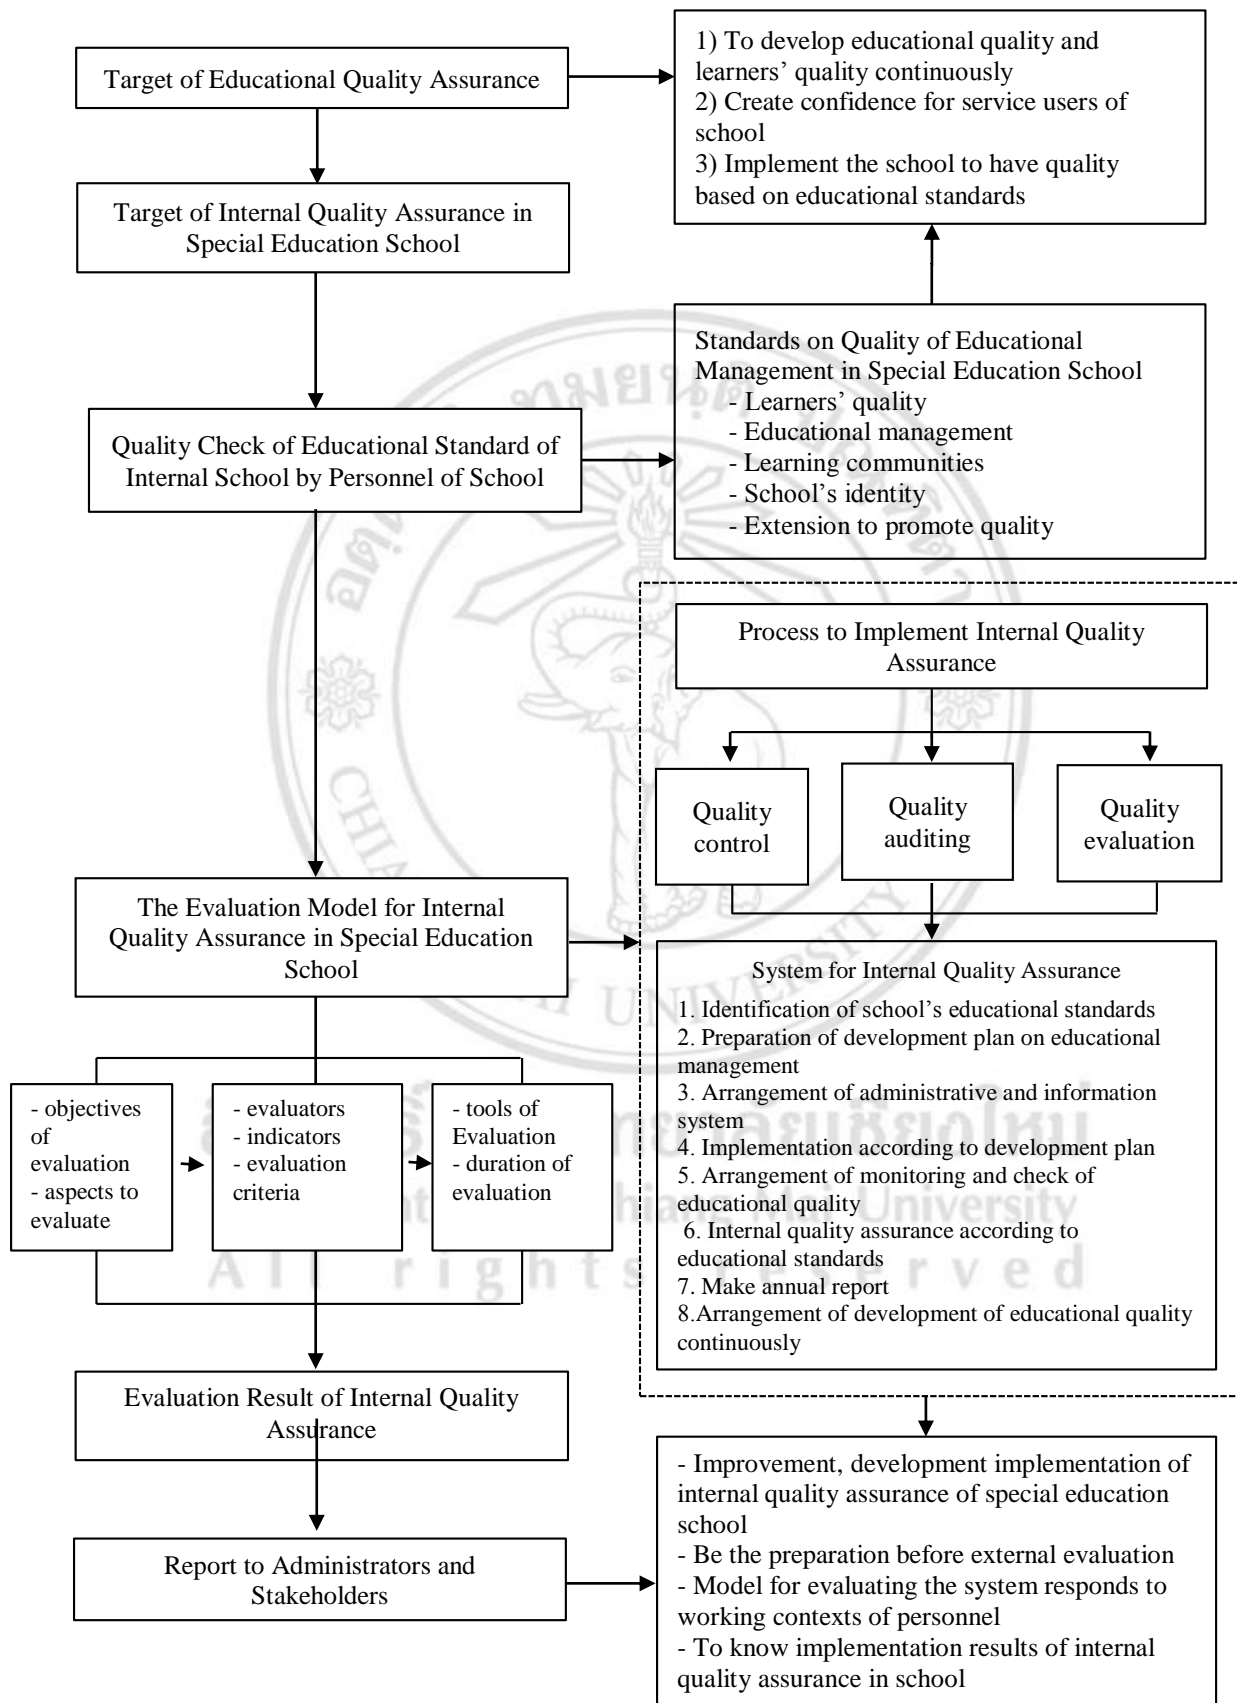 Target of Educational Quality Assurance
1) To develop educational quality and
learners’ quality continuously
2) Create confidence for service users of
school
3) Implement the school to have quality
based on educational standards
Target of Internal Quality Assurance in
Special Education School
Standards on Quality of Educational
Management in Special Education School
- Learners’ quality
- Educational management
- Learning communities
- School’s identity
- Extension to promote quality
Quality Check of Educational Standard of
Internal School by Personnel of School
Process to Implement Internal Quality
Assurance
Quality
control
Quality
auditing
Quality
evaluation
The Evaluation Model for Internal
Quality Assurance in Special Education
School
System for Internal Quality Assurance
1. Identification of school’s educational standards
2. Preparation of development plan on educational
management
3. Arrangement of administrative and information
system
4. Implementation according to development plan
5. Arrangement of monitoring and check of
educational quality
6. Internal quality assurance according to
educational standards
7. Make annual report
8.Arrangement of development of educational quality
continuously
- objectives
of
evaluation
- aspects to
evaluate
- evaluators
- indicators
- evaluation
criteria
- tools of
Evaluation
- duration of
evaluation
Evaluation Result of Internal Quality
Assurance
Report to Administrators and
Stakeholders
- Improvement, development implementation of
internal quality assurance of special education
school
- Be the preparation before external evaluation
- Model for evaluating the system responds to
working contexts of personnel
- To know implementation results of internal
quality assurance in school
CHIANG MAI UNIVERSITY
Chiang Mai University
All rights reserved